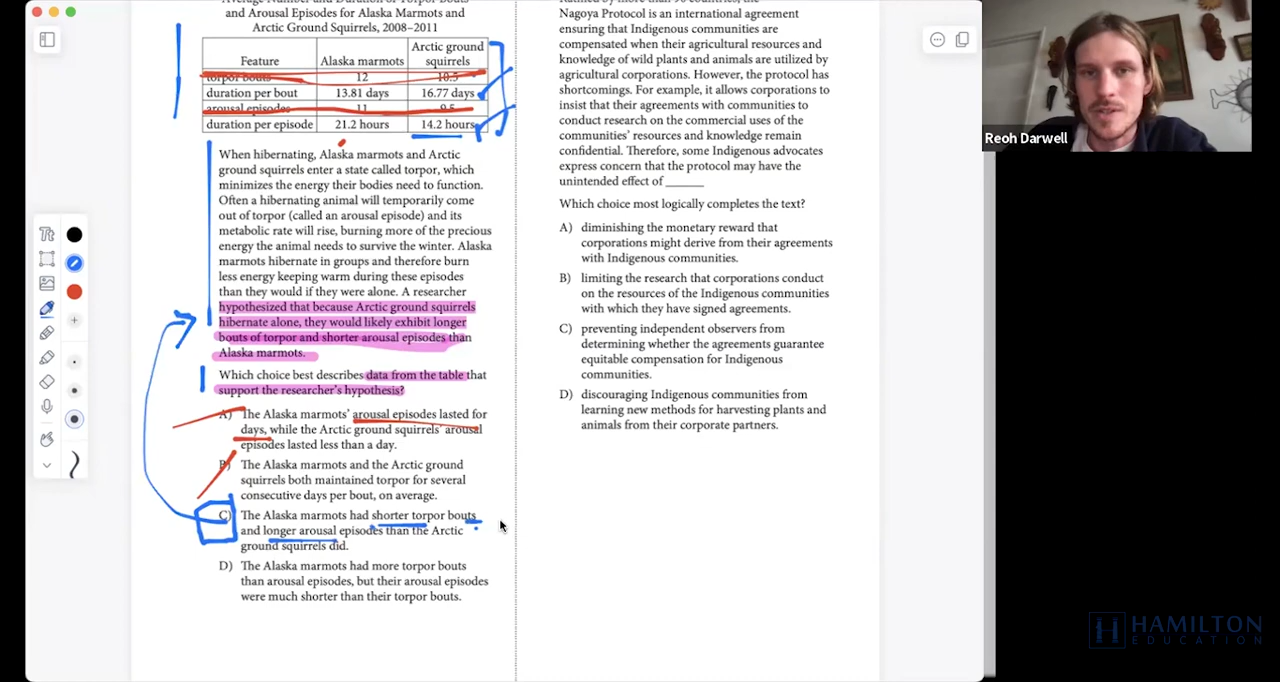 Average Number and Duration of Torpor Bouts
and Arousal Episodes for Alaska Marmots and
Arctic Ground Squirrels, 2008–2011
Feature Alaska marmots Arctic ground squirrels
torpor bouts 12 10.5
duration per bout 13.81 days 16.77 days
arousal episodes 11 9.5
duration per episode 21.2 hours 14.2 hours
When hibernating, Alaska marmots and Arctic
ground squirrels enter a state called torpor, which
minimizes the energy their bodies need to function.
Often a hibernating animal will temporarily come
out of torpor (called an arousal episode) and its
metabolic rate will rise, burning more of the precious
energy the animal needs to survive the winter. Alaska
marmots hibernate in groups and therefore burn
less energy keeping warm during these episodes
than they would if they were alone. A researcher
hypothesized that because Arctic ground squirrels
hibernate alone, they would likely exhibit longer
bouts of torpor and shorter arousal episodes than
Alaska marmots.
Which choice best describes data from the table that
support the researcher's hypothesis?
A) The Alaska marmots' arousal episodes lasted for
days, while the Arctic ground squirrels' arousal
episodes lasted less than a day.
B) The Alaska marmots and the Arctic ground
squirrels both maintained torpor for several
consecutive days per bout, on average.
C) The Alaska marmots had shorter torpor bouts
and longer arousal episodes than the Arctic
ground squirrels did.
D) The Alaska marmots had more torpor bouts
than arousal episodes, but their arousal episodes
were much shorter than their torpor bouts.
Nagoya Protocol is an international agreement
ensuring that Indigenous communities are
compensated when their agricultural resources and
knowledge of wild plants and animals are utilized by
agricultural corporations. However, the protocol has
shortcomings. For example, it allows corporations to
insist that their agreements with communities to
conduct research on the commercial uses of the
communities' resources and knowledge remain
confidential. Therefore, some Indigenous advocates
express concern that the protocol may have the
unintended effect of ______
Which choice most logically completes the text?
A) diminishing the monetary reward that
corporations might derive from their agreements
with Indigenous communities.
B) limiting the research that corporations conduct
on the resources of the Indigenous communities
with which they have signed agreements.
C) preventing independent observers from
determining whether the agreements guarantee
equitable compensation for Indigenous
communities.
D) discouraging Indigenous communities from
learning new methods for harvesting plants and
animals from their corporate partners.
Reoh Darwell
Tt
H HAMILTON
EDUCATION